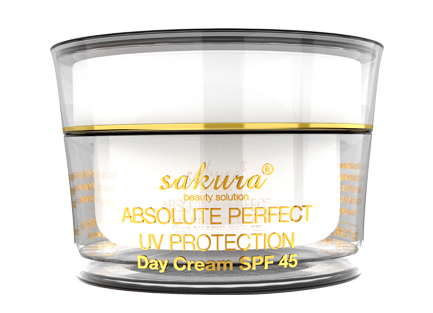 sakura®
beauty solution
ABSOLUTE PERFECT
UV PROTECTION
Day Cream SPF 45